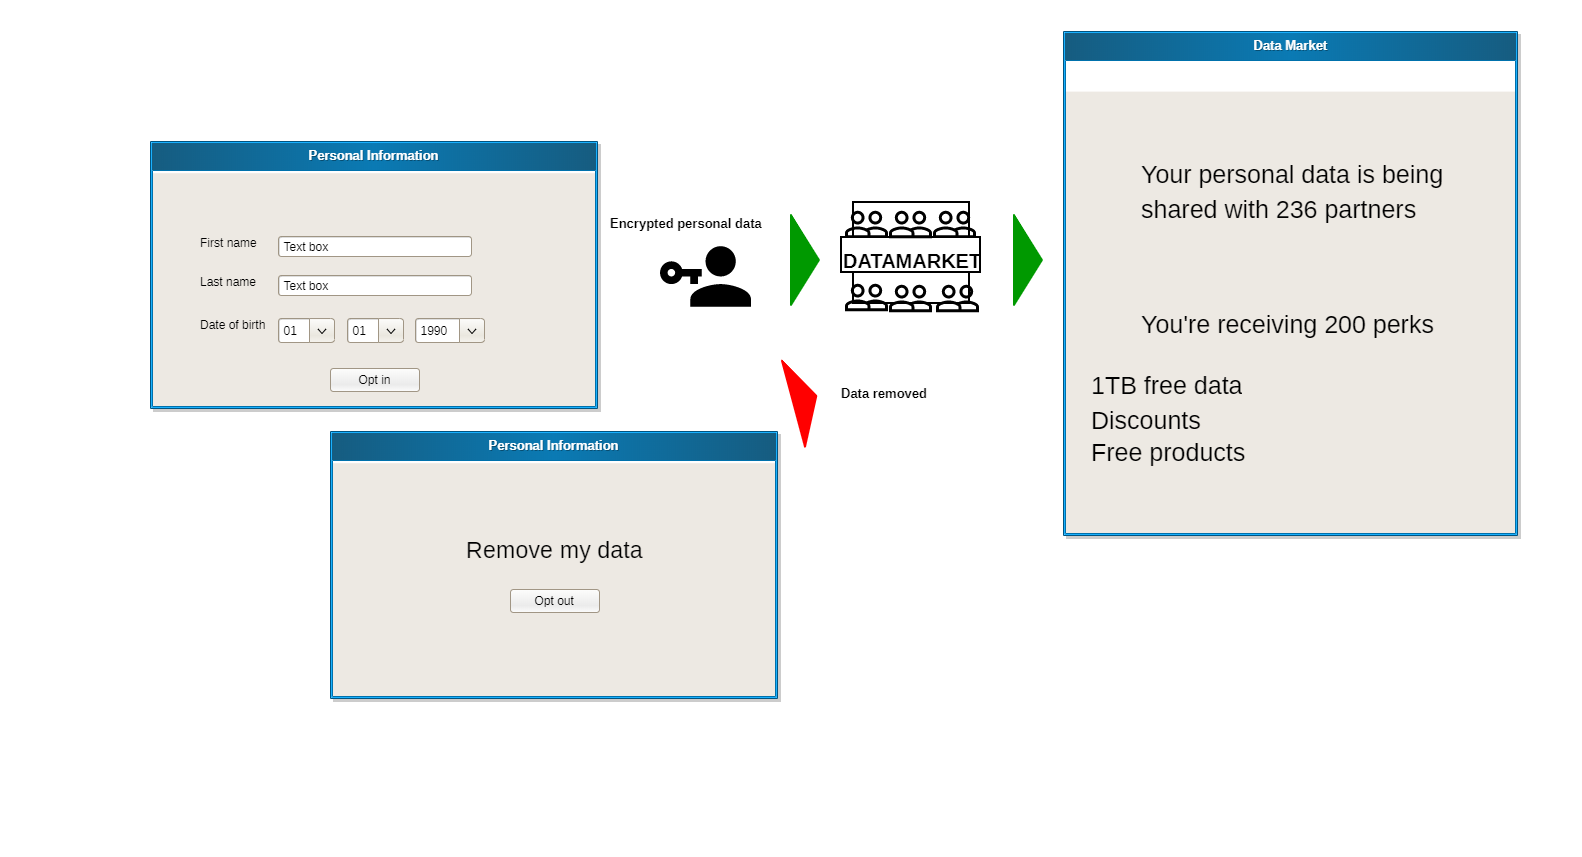 Data Market
Personal Information
Your personal data is being
shared with 236 partners
First name
Text box
Encrypted personal data
DATAMARKET
Last name
Text box
Date of birth
01
01
1990
You're receiving 200 perks
Opt in
1TB free data
Discounts
Free products
Data removed
Personal Information
Remove my data
Opt out